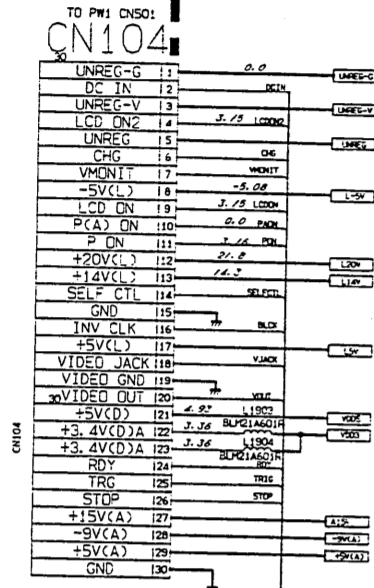 TO PW1 CN501
CN104
30
UNREG-G 1 0.0 UNREG-G
DC IN 2 DCIN
UNREG-V 3 UNREG-V
LCD ON2 4 3.15 LCDON2
UNREG 5 UNREG
CHG 6 CHG
VMONIT 7 VMONIT
-5V(L) 8 -5.08 L-5V
LCD ON 9 3.15 LCDON
P(A) ON 10 0.0 PAON
P ON 11 3.16 PON
+20V(L) 12 21.8 L20V
+14V(L) 13 14.3 L14V
SELF CTL 14 SELFCTL
GND 15
INV CLK 16 BLCK
+5V(L) 17 L5V
VIDEO JACK 18 VJACK
VIDEO GND 19
30 VIDEO OUT 20 VOUT
+5V(D) 21 4.93 L1903 VDD5
BLM21A601R
+3.4V(D)A 22 3.36 VDD3
+3.4V(D)A 23 3.36 L1904
BLM21A601R
RDY 24 RDY
TRG 25 TRIG
STOP 26 STOP
+15V(A) 27
-9V(A) 28 -9V(A)
+5V(A) 29 +5V(A)
GND 30
CN104